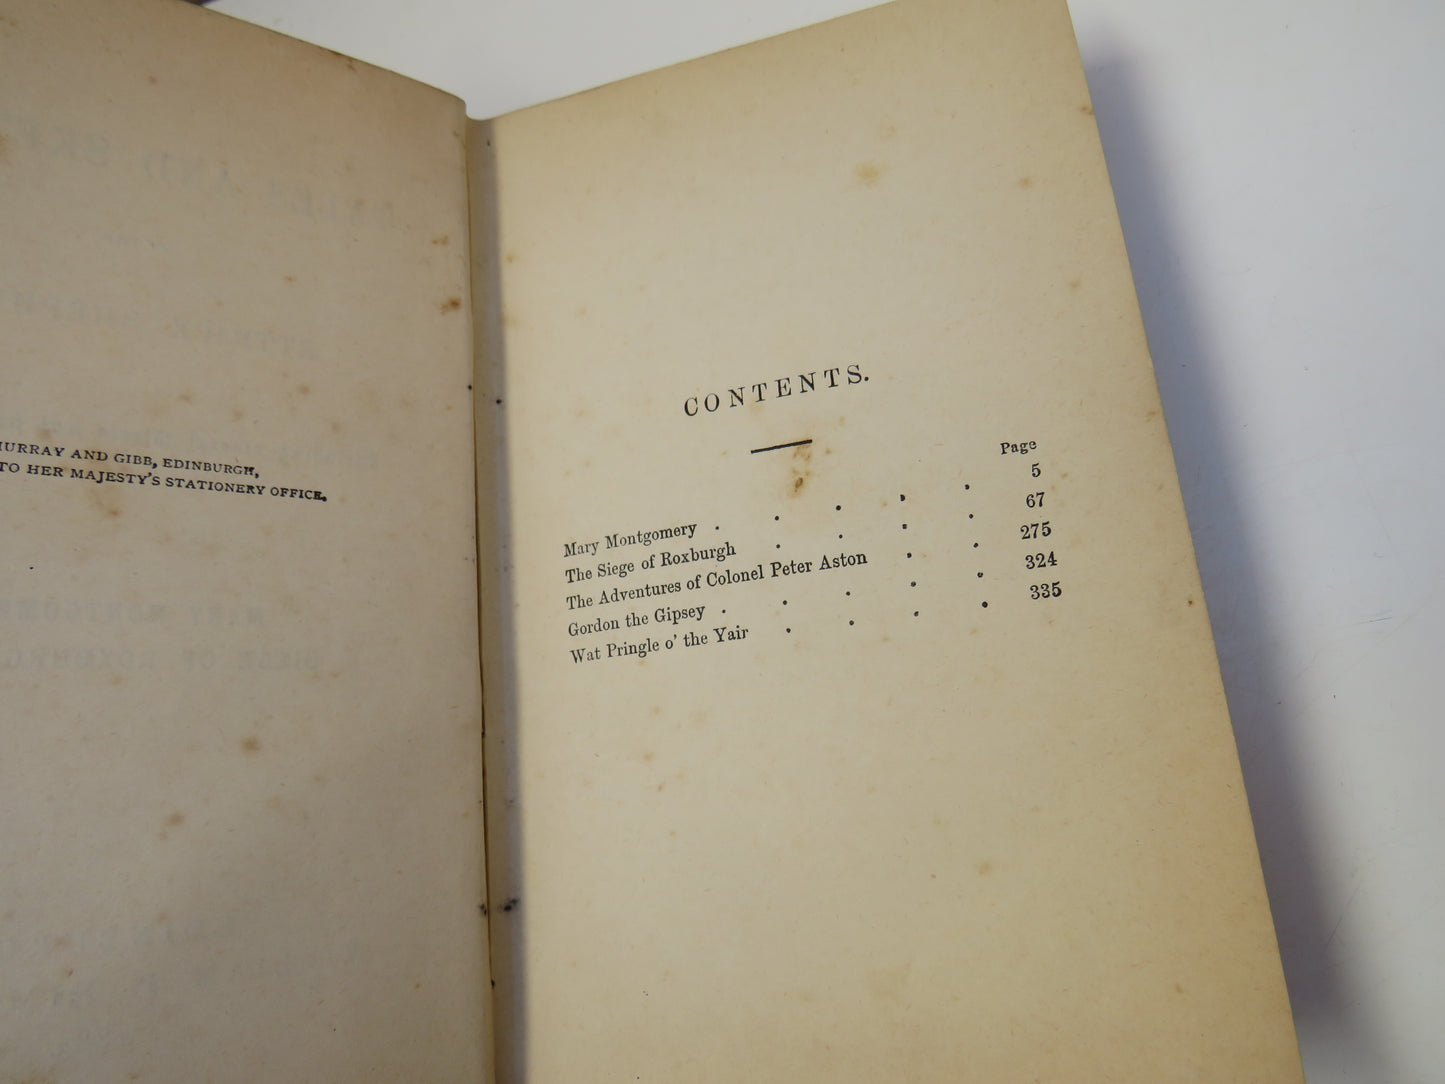 MURRAY AND GIBB, EDINBURGH,
TO HER MAJESTY'S STATIONERY OFFICE.
CONTENTS.
Page
Mary Montgomery . . . . . 5
The Siege of Roxburgh . . . . 67
The Adventures of Colonel Peter Aston . . 275
Gordon the Gipsey . . . . . 324
Wat Pringle o' the Yair . . . . 335